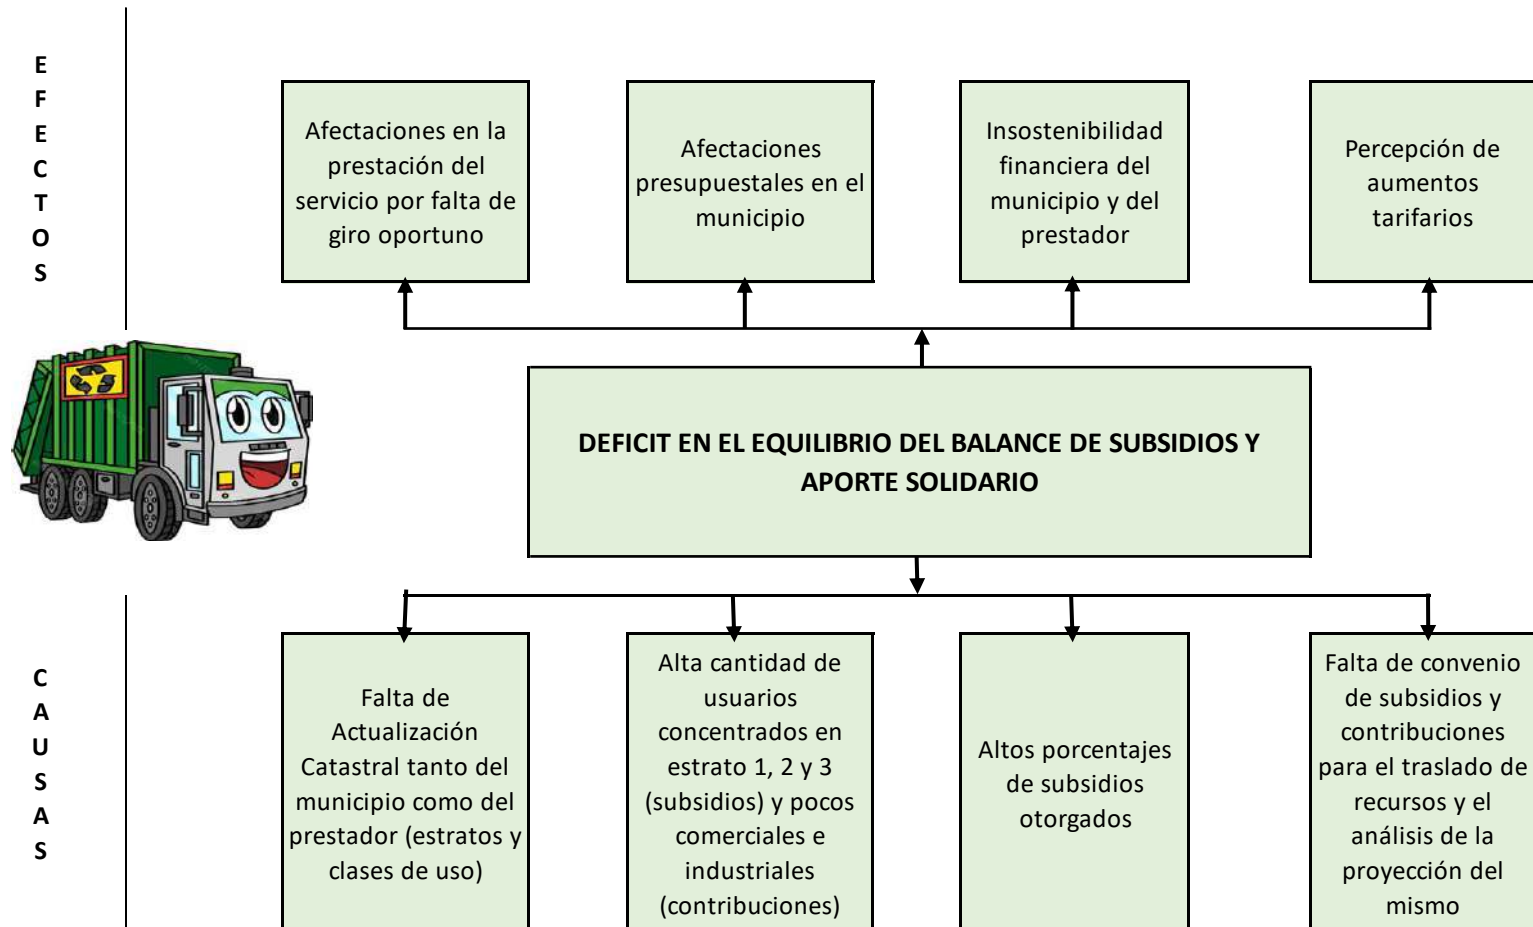 EFECTOS
Afectaciones en la
prestación del
servicio por falta de
giro oportuno
Afectaciones
presupuestales en el
municipio
Insostenibilidad
financiera del
municipio y del
prestador
Percepción de
aumentos
tarifarios
DEFICIT EN EL EQUILIBRIO DEL BALANCE DE SUBSIDIOS Y
APORTE SOLIDARIO
CAUSAS
Falta de
Actualización
Catastral tanto del
municipio como del
prestador (estratos y
clases de uso)
Alta cantidad de
usuarios
concentrados en
estrato 1, 2 y 3
(subsidios) y pocos
comerciales e
industriales
(contribuciones)
Altos porcentajes
de subsidios
otorgados
Falta de convenio
de subsidios y
contribuciones
para el traslado de
recursos y el
análisis de la
proyección del
mismo